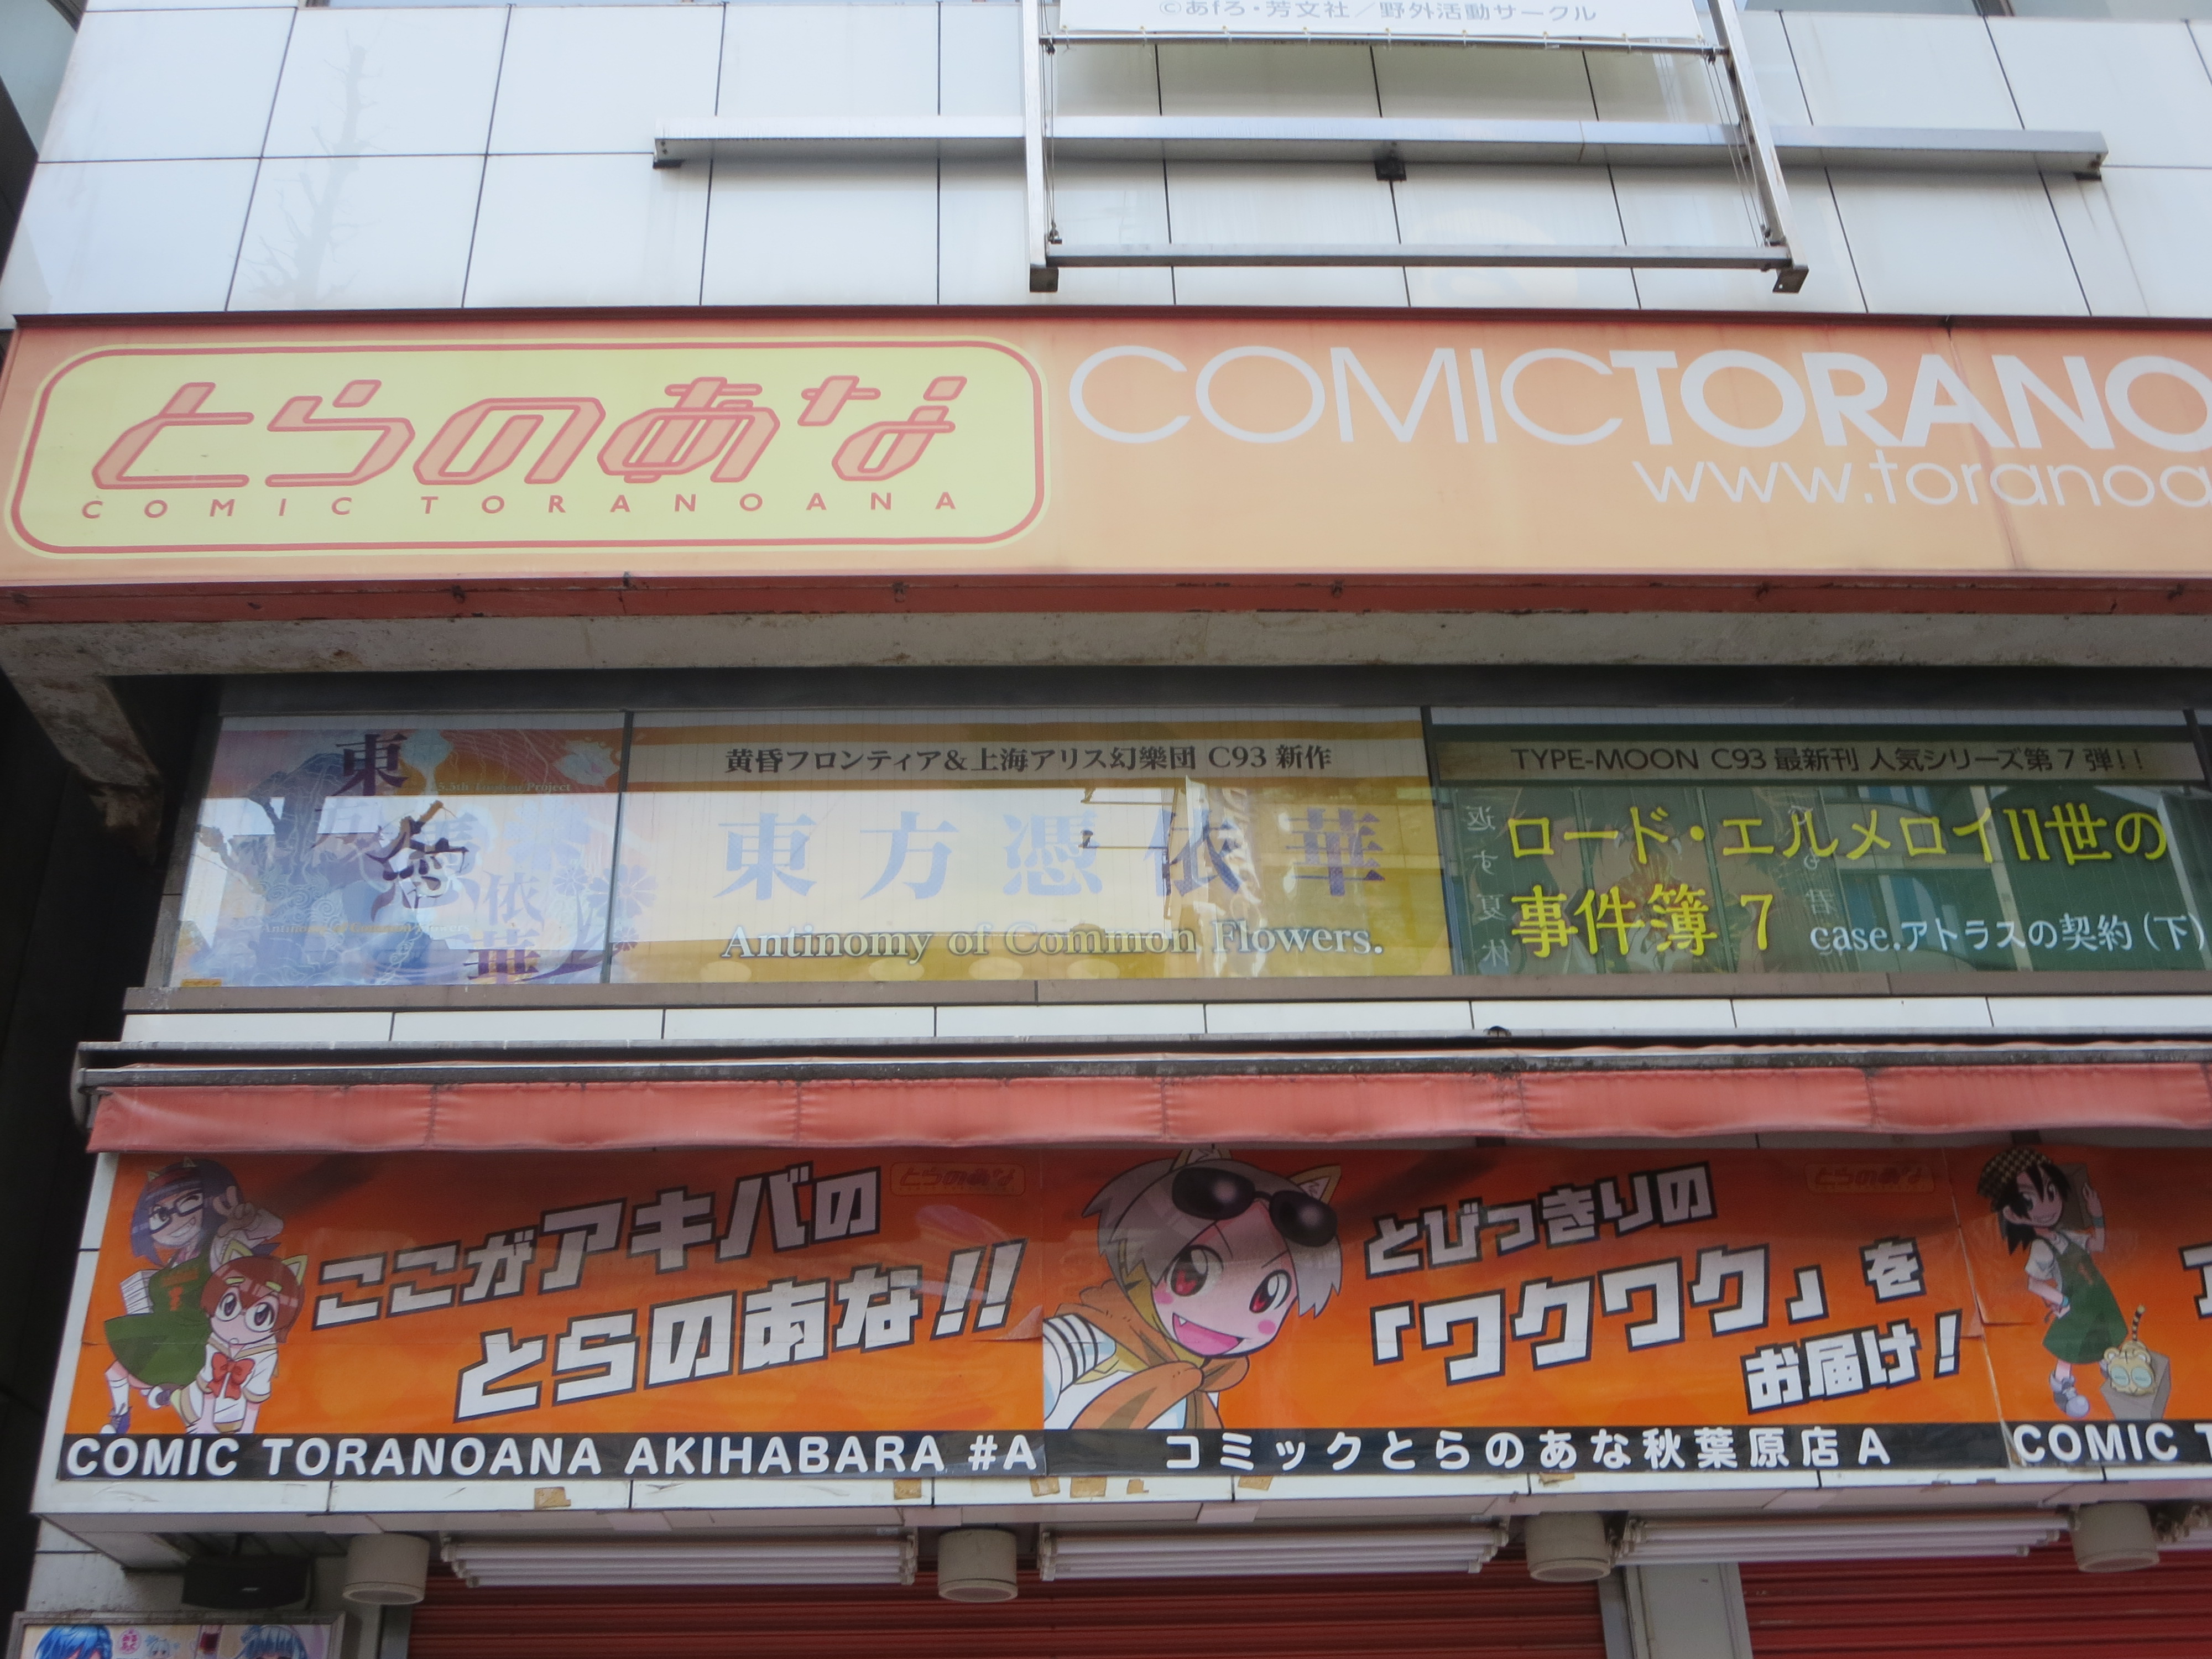 ©あfろ・芳文社／野外活動サークル
とらのあな
COMIC TORANOANA
COMICTORANO
www.toranoa
東方憑依華
黄昏フロンティア＆上海アリス幻樂団 C93 新作
東方憑依華
Antinomy of Common Flowers.
TYPE-MOON C93 最新刊 人気シリーズ第7弾!!
ロード・エルメロイII世の
事件簿 7
case.アトラスの契約(下)
返す夏休
とらのあな
ここがアキバの
とらのあな!!
COMIC TORANOANA AKIHABARA #A
とらのあな
とびっきりの
「ワクワク」を
お届け!
コミックとらのあな秋葉原店A
COMIC T